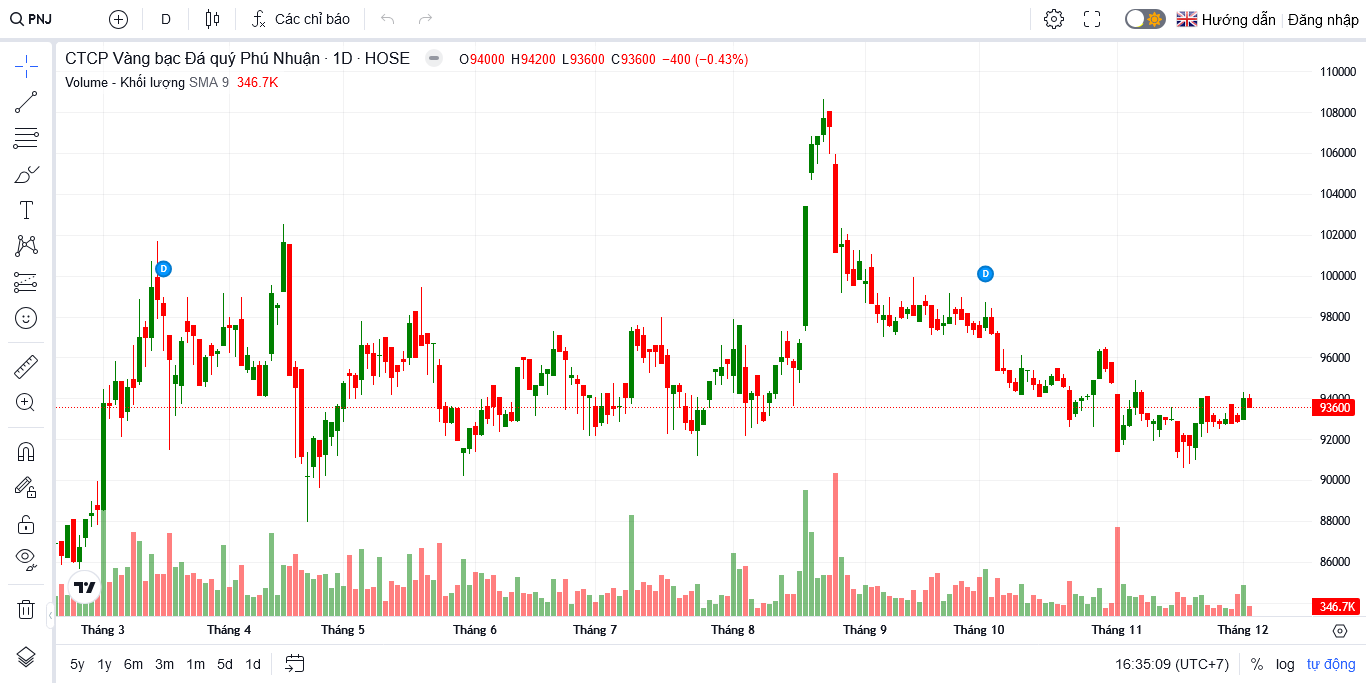 PNJ D Các chỉ báo Hướng dẫn Đăng nhập
CTCP Vàng bạc Đá quý Phú Nhuận · 1D · HOSE O94000 H94200 L93600 C93600 −400 (−0.43%)
Volume - Khối lượng SMA 9 346.7K
110000
108000
106000
104000
102000
D
D
100000
98000
96000
94000
93600
92000
90000
88000
86000
346.7K
Tháng 3 Tháng 4 Tháng 5 Tháng 6 Tháng 7 Tháng 8 Tháng 9 Tháng 10 Tháng 11 Tháng 12
5y 1y 6m 3m 1m 5d 1d 16:35:09 (UTC+7) % log tự động